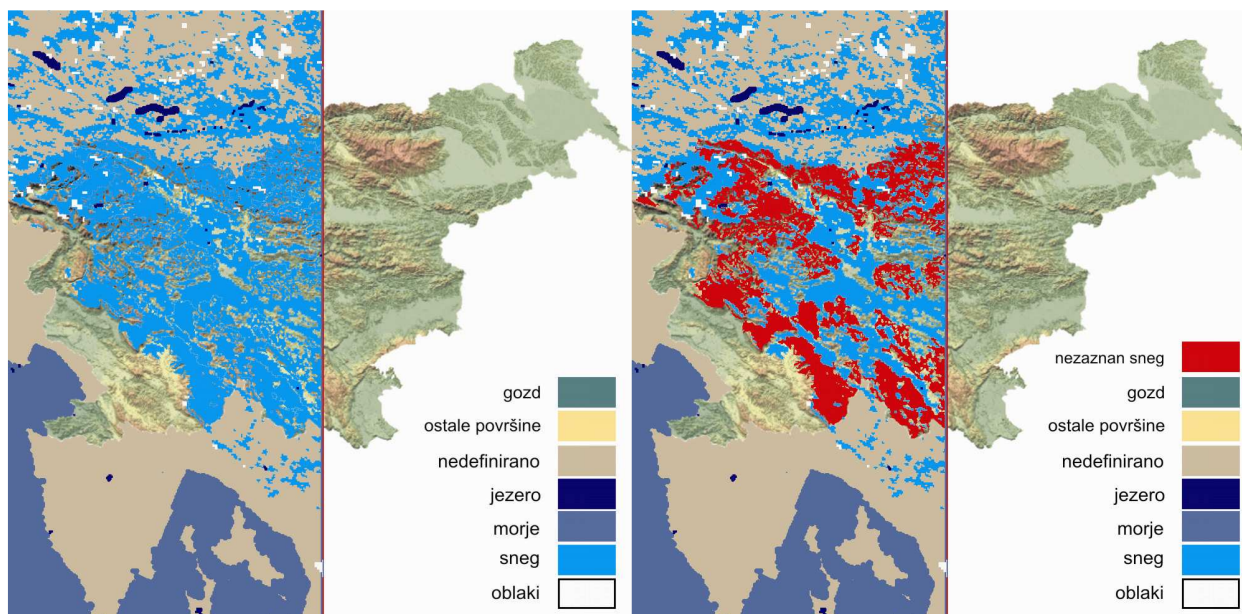 gozd
ostale površine
nedefinirano
jezero
morje
sneg
oblaki
nezaznan sneg
gozd
ostale površine
nedefinirano
jezero
morje
sneg
oblaki